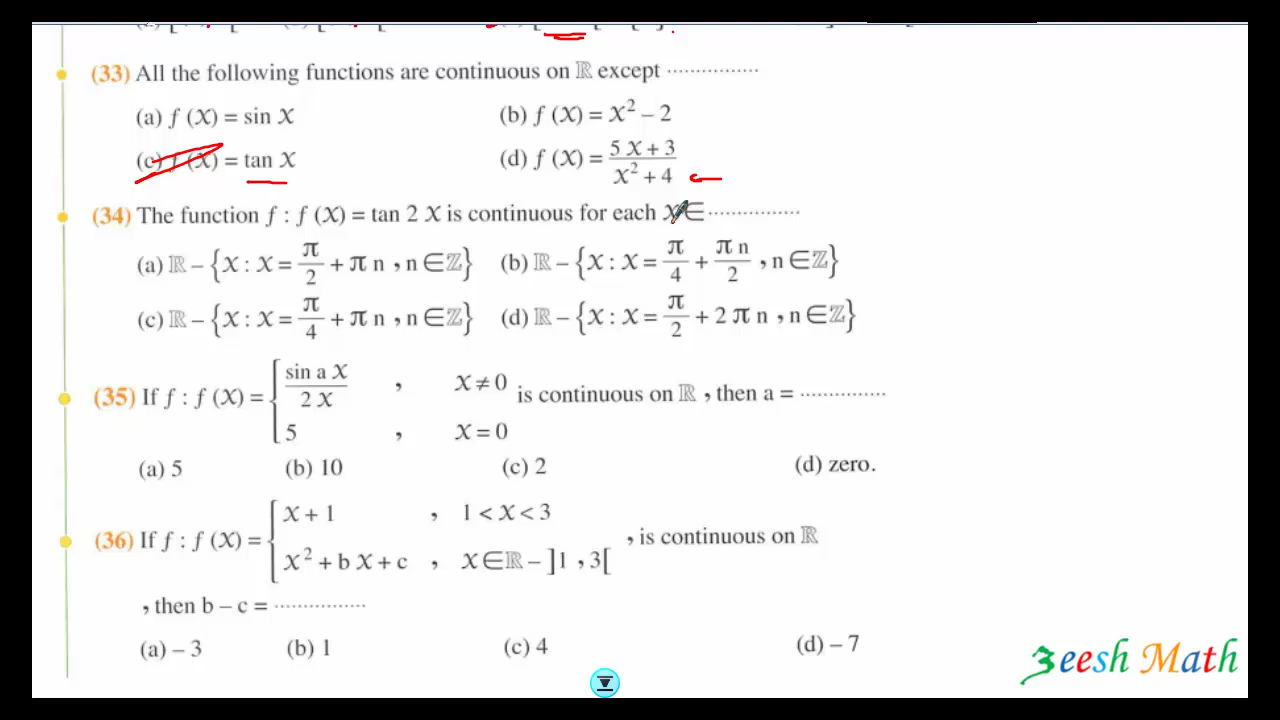 (33) All the following functions are continuous on ℝ except ················
(a) f (X) = sin X (b) f (X) = X² – 2
(c) f (X) = tan X (d) f (X) = (5 X + 3)/(X² + 4)
(34) The function f : f (X) = tan 2 X is continuous for each X ∈ ················
(a) ℝ – {X : X = π/2 + π n , n ∈ ℤ} (b) ℝ – {X : X = π/4 + π n/2 , n ∈ ℤ}
(c) ℝ – {X : X = π/4 + π n , n ∈ ℤ} (d) ℝ – {X : X = π/2 + 2 π n , n ∈ ℤ}
(35) If f : f (X) = { sin a X/2 X , X ≠ 0 is continuous on ℝ , then a = ················
5 , X = 0
(a) 5 (b) 10 (c) 2 (d) zero.
(36) If f : f (X) = { X + 1 , 1 < X < 3
X² + b X + c , X ∈ ℝ – ]1 , 3[ , is continuous on ℝ
, then b – c = ················
(a) – 3 (b) 1 (c) 4 (d) – 7
3eesh Math